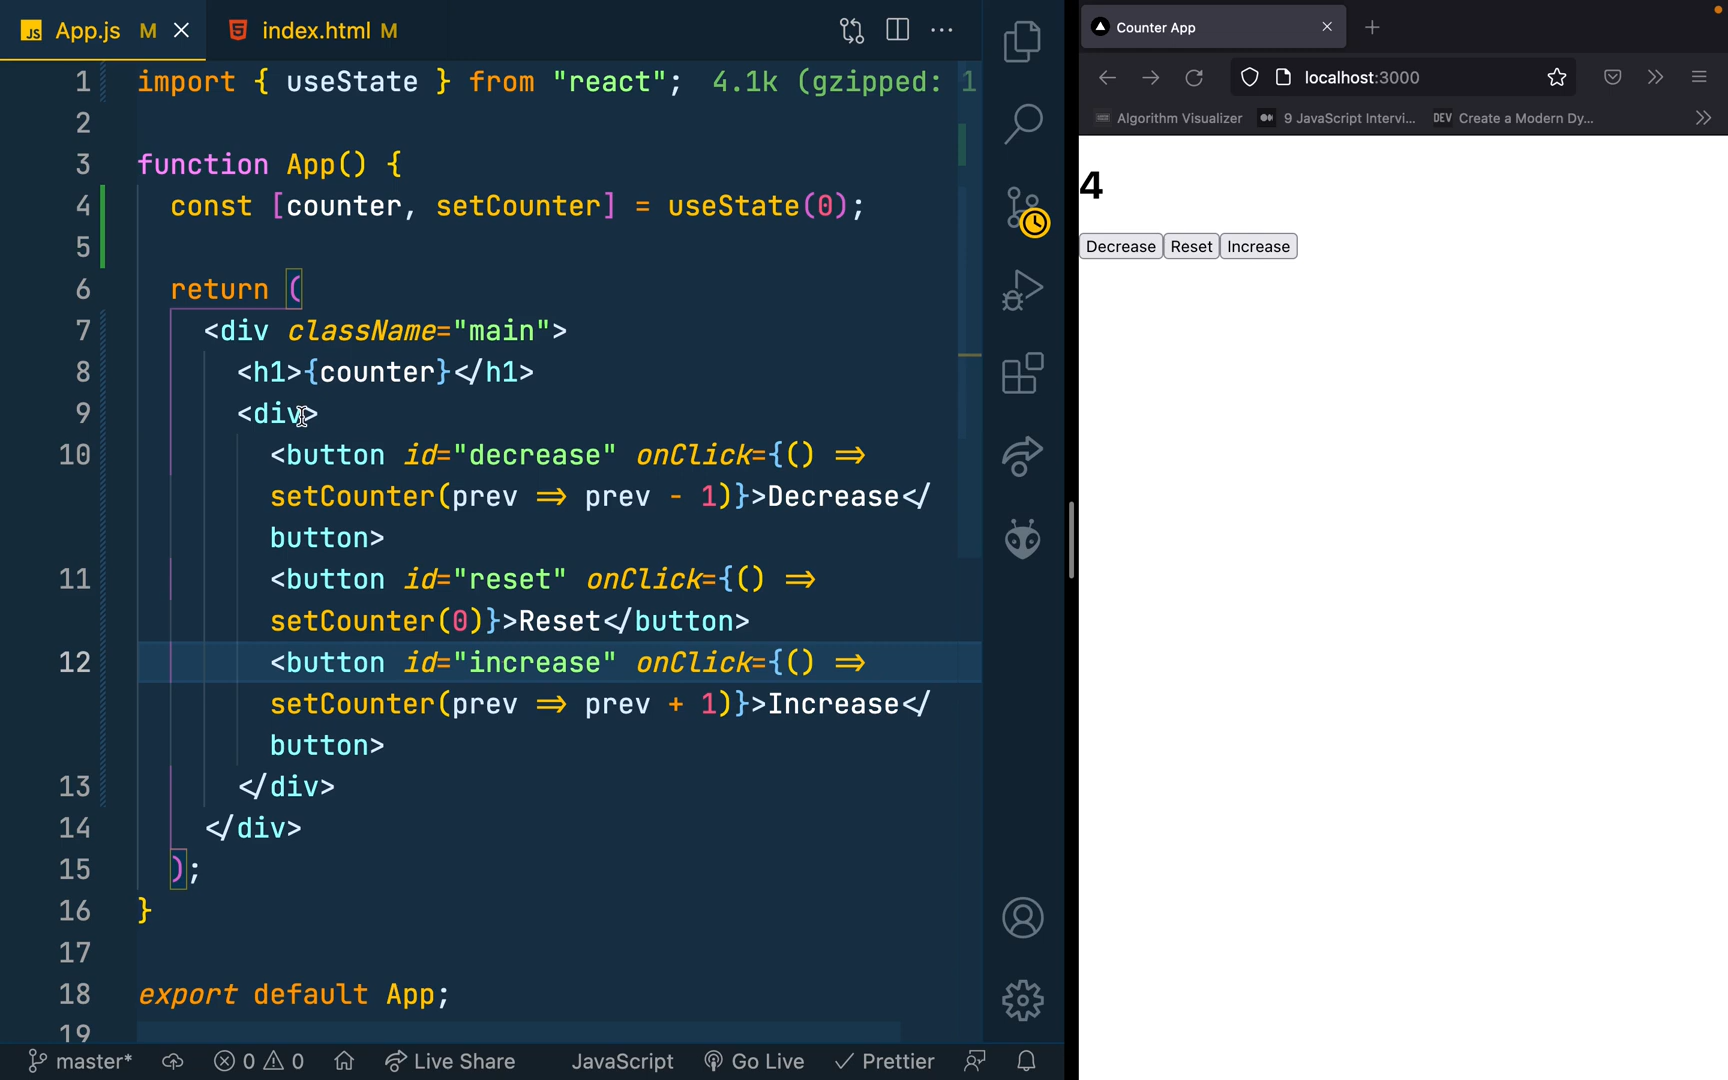 App.js M
index.html M
1 import { useState } from "react"; 4.1k (gzipped: 1
2
3 function App() {
4 const [counter, setCounter] = useState(0);
5
6 return (
7 <div className="main">
8 <h1>{counter}</h1>
9 <div>
10 <button id="decrease" onClick={() =>
setCounter(prev => prev - 1)}>Decrease</
button>
11 <button id="reset" onClick={() =>
setCounter(0)}>Reset</button>
12 <button id="increase" onClick={() =>
setCounter(prev => prev + 1)}>Increase</
button>
13 </div>
14 </div>
15 );
16 }
17
18 export default App;
19
master* 0 0 Live Share JavaScript Go Live Prettier
Counter App
localhost:3000
Algorithm Visualizer 9 JavaScript Intervi... DEV Create a Modern Dy...
4
Decrease Reset Increase